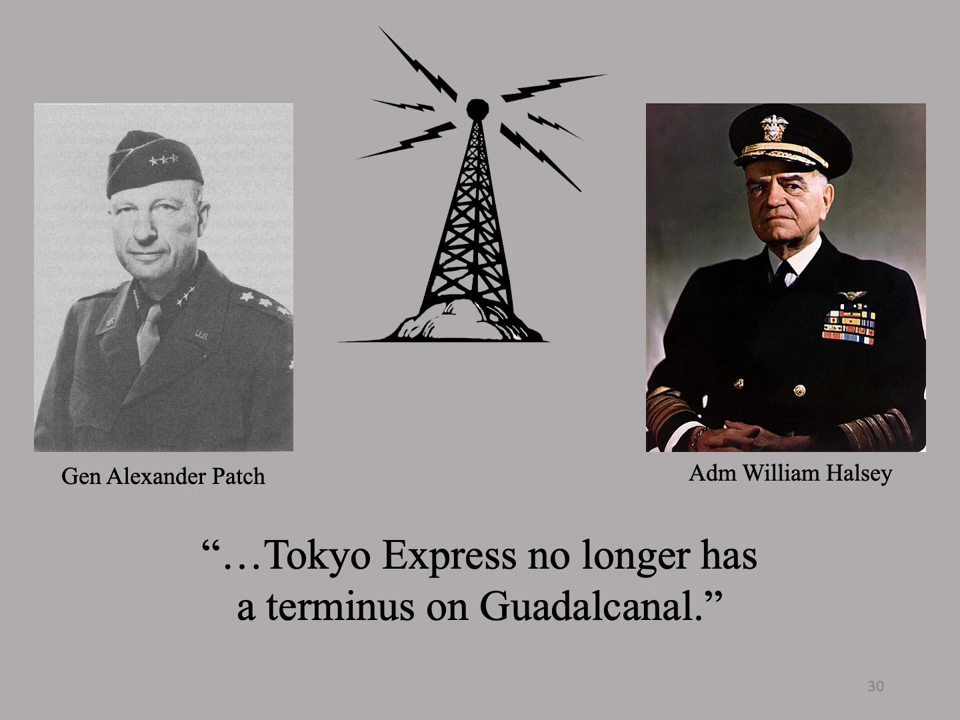 Gen Alexander Patch
Adm William Halsey
“…Tokyo Express no longer has
a terminus on Guadalcanal.”
30